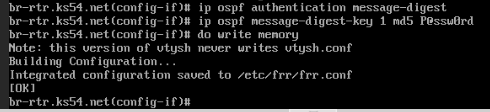 br-rtr.ks54.net(config-if)# ip ospf authentication message-digest
br-rtr.ks54.net(config-if)# ip ospf message-digest-key 1 md5 P@ssw0rd
br-rtr.ks54.net(config-if)# do write memory
Note: this version of vtysh never writes vtysh.conf
Building Configuration...
Integrated configuration saved to /etc/frr/frr.conf
[OK]
br-rtr.ks54.net(config-if)#